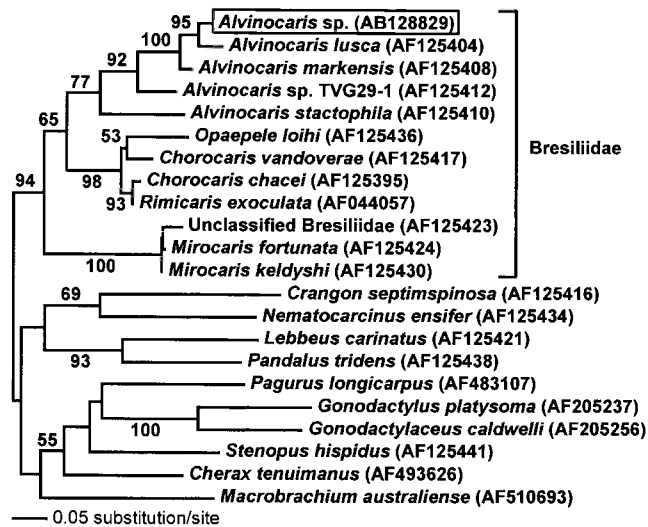 95
Alvinocaris sp. (AB128829)
100
Alvinocaris lusca (AF125404)
92
Alvinocaris markensis (AF125408)
77
Alvinocaris sp. TVG29-1 (AF125412)
Alvinocaris stactophila (AF125410)
65
53
Opaepele loihi (AF125436)
Bresiliidae
Chorocaris vandoverae (AF125417)
98
Chorocaris chacei (AF125395)
94
93
Rimicaris exoculata (AF044057)
Unclassified Bresiliidae (AF125423)
Mirocaris fortunata (AF125424)
100
Mirocaris keldyshi (AF125430)
69
Crangon septimspinosa (AF125416)
Nematocarcinus ensifer (AF125434)
Lebbeus carinatus (AF125421)
93
Pandalus tridens (AF125438)
Pagurus longicarpus (AF483107)
Gonodactylus platysoma (AF205237)
100
Gonodactylaceus caldwelli (AF205256)
55
Stenopus hispidus (AF125441)
Cherax tenuimanus (AF493626)
Macrobrachium australiense (AF510693)
0.05 substitution/site